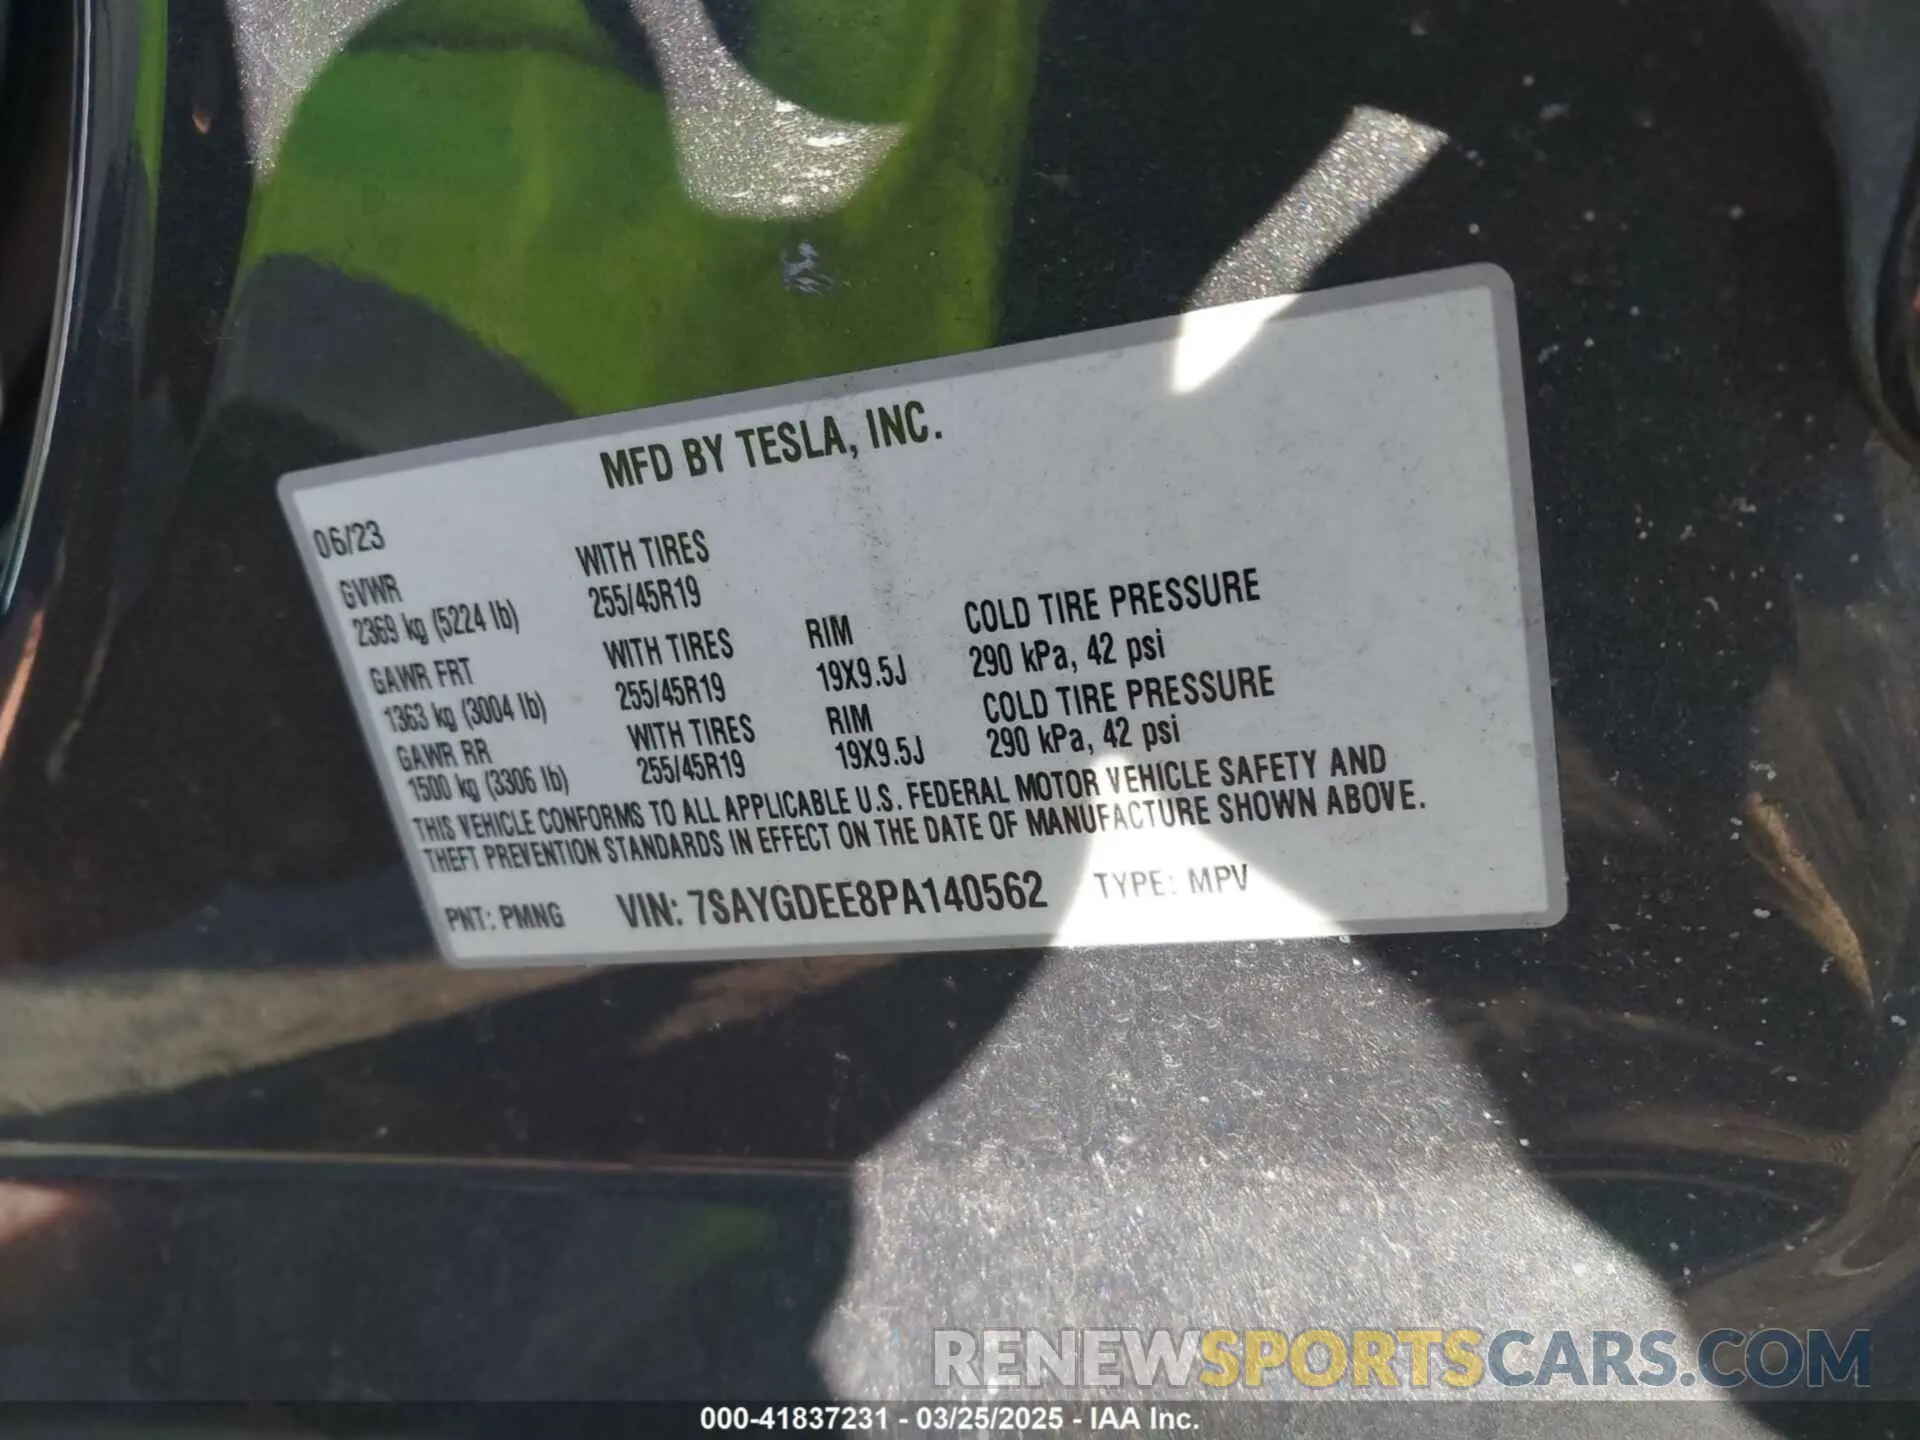 MFD BY TESLA, INC.
06/23
GVWR WITH TIRES
2369 kg (5224 lb) 255/45R19
GAWR FRT WITH TIRES RIM COLD TIRE PRESSURE
1363 kg (3004 lb) 255/45R19 19X9.5J 290 kPa, 42 psi
GAWR RR WITH TIRES RIM COLD TIRE PRESSURE
1500 kg (3306 lb) 255/45R19 19X9.5J 290 kPa, 42 psi
THIS VEHICLE CONFORMS TO ALL APPLICABLE U.S. FEDERAL MOTOR VEHICLE SAFETY AND
THEFT PREVENTION STANDARDS IN EFFECT ON THE DATE OF MANUFACTURE SHOWN ABOVE.
PNT: PMNG VIN: 7SAYGDEE8PA140562 TYPE: MPV
RENEWSPORTSCARS.COM
000-41837231 - 03/25/2025 - IAA Inc.